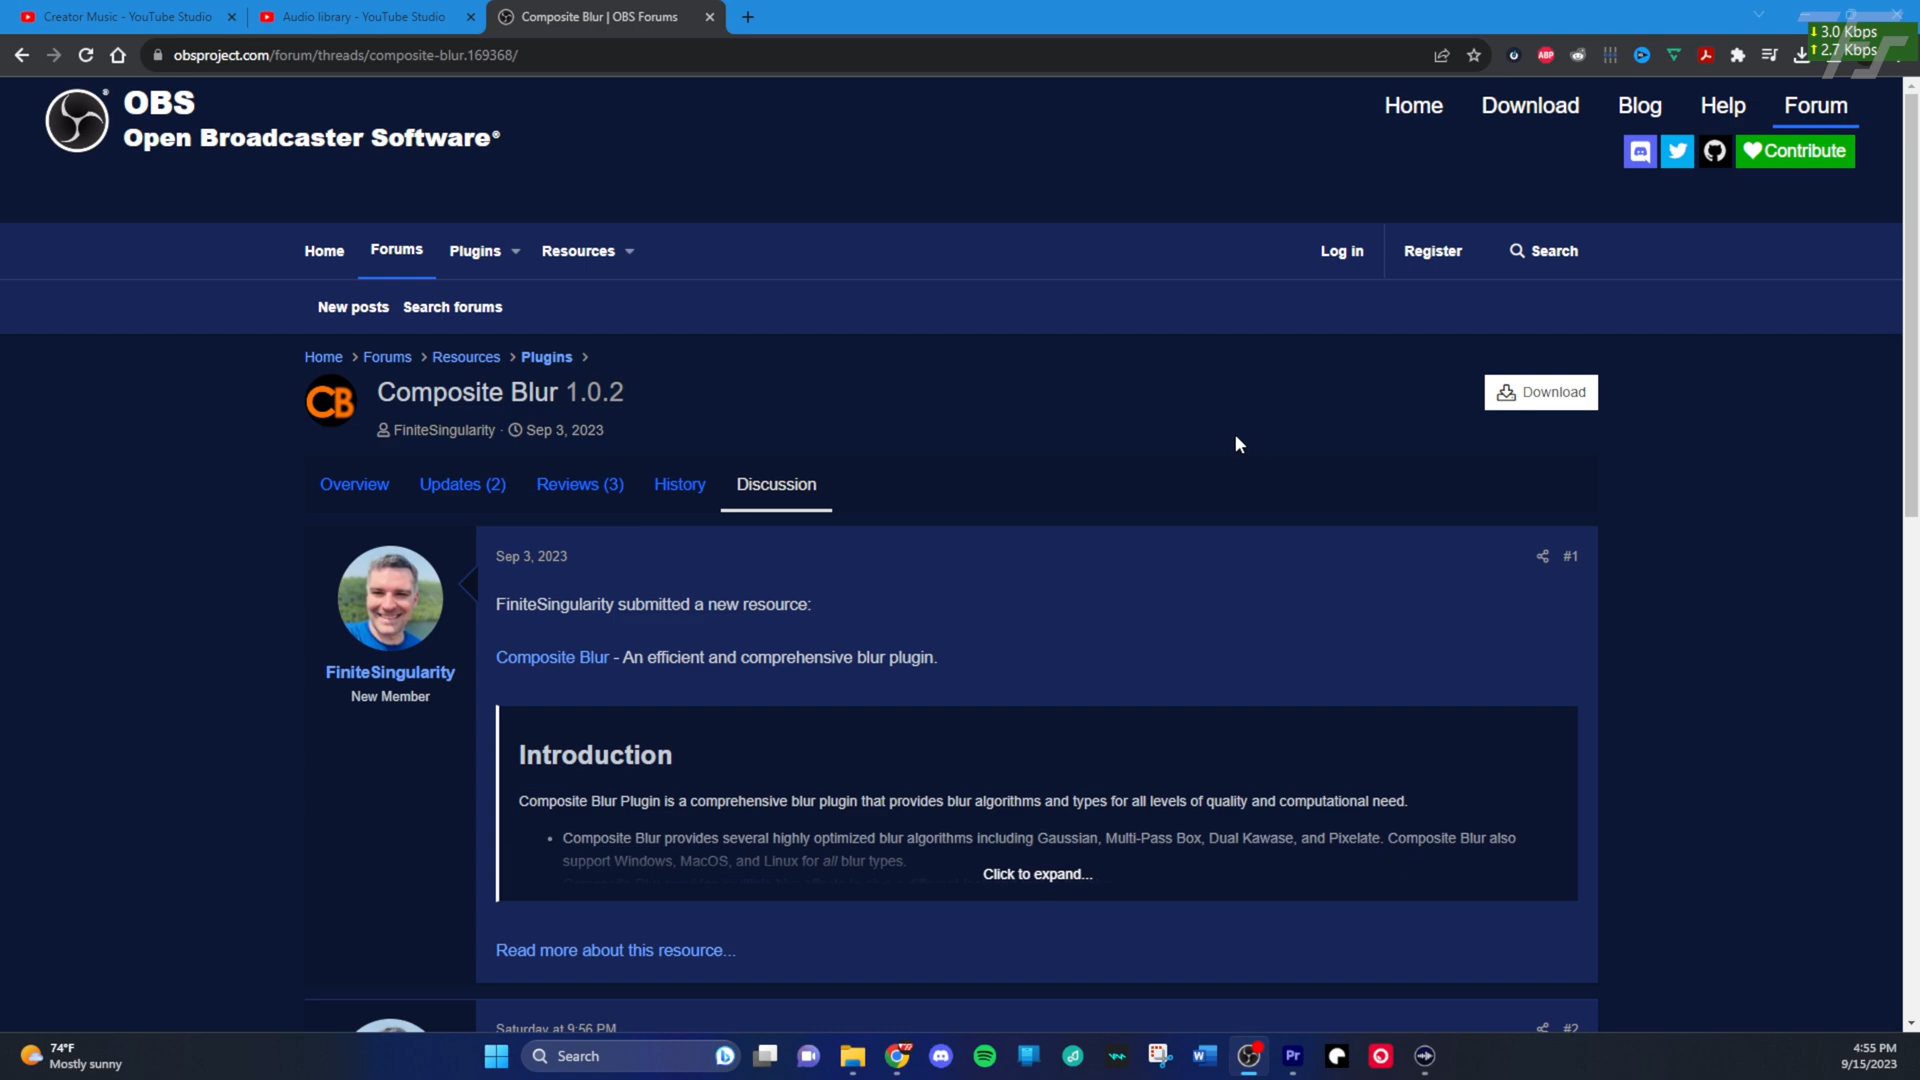 Creator Music - YouTube Studio
Audio library - YouTube Studio
Composite Blur | OBS Forums
3.0 Kbps
2.7 Kbps
obsproject.com/forum/threads/composite-blur.169368/
ABP
OBS
Open Broadcaster Software®
Home
Download
Blog
Help
Forum
Contribute
Home
Forums
Plugins
Resources
Log in
Register
Search
New posts
Search forums
Home
Forums
Resources
Plugins
CB
Composite Blur 1.0.2
FiniteSingularity · Sep 3, 2023
Download
Overview
Updates (2)
Reviews (3)
History
Discussion
Sep 3, 2023
#1
FiniteSingularity submitted a new resource:
Composite Blur - An efficient and comprehensive blur plugin.
FiniteSingularity
New Member
Introduction
Composite Blur Plugin is a comprehensive blur plugin that provides blur algorithms and types for all levels of quality and computational need.
• Composite Blur provides several highly optimized blur algorithms including Gaussian, Multi-Pass Box, Dual Kawase, and Pixelate. Composite Blur also
support Windows, MacOS, and Linux for all blur types.
Click to expand...
Read more about this resource...
Saturday at 9:56 PM
#2
74°F
Mostly sunny
Search
W
Pr
4:55 PM
9/15/2023